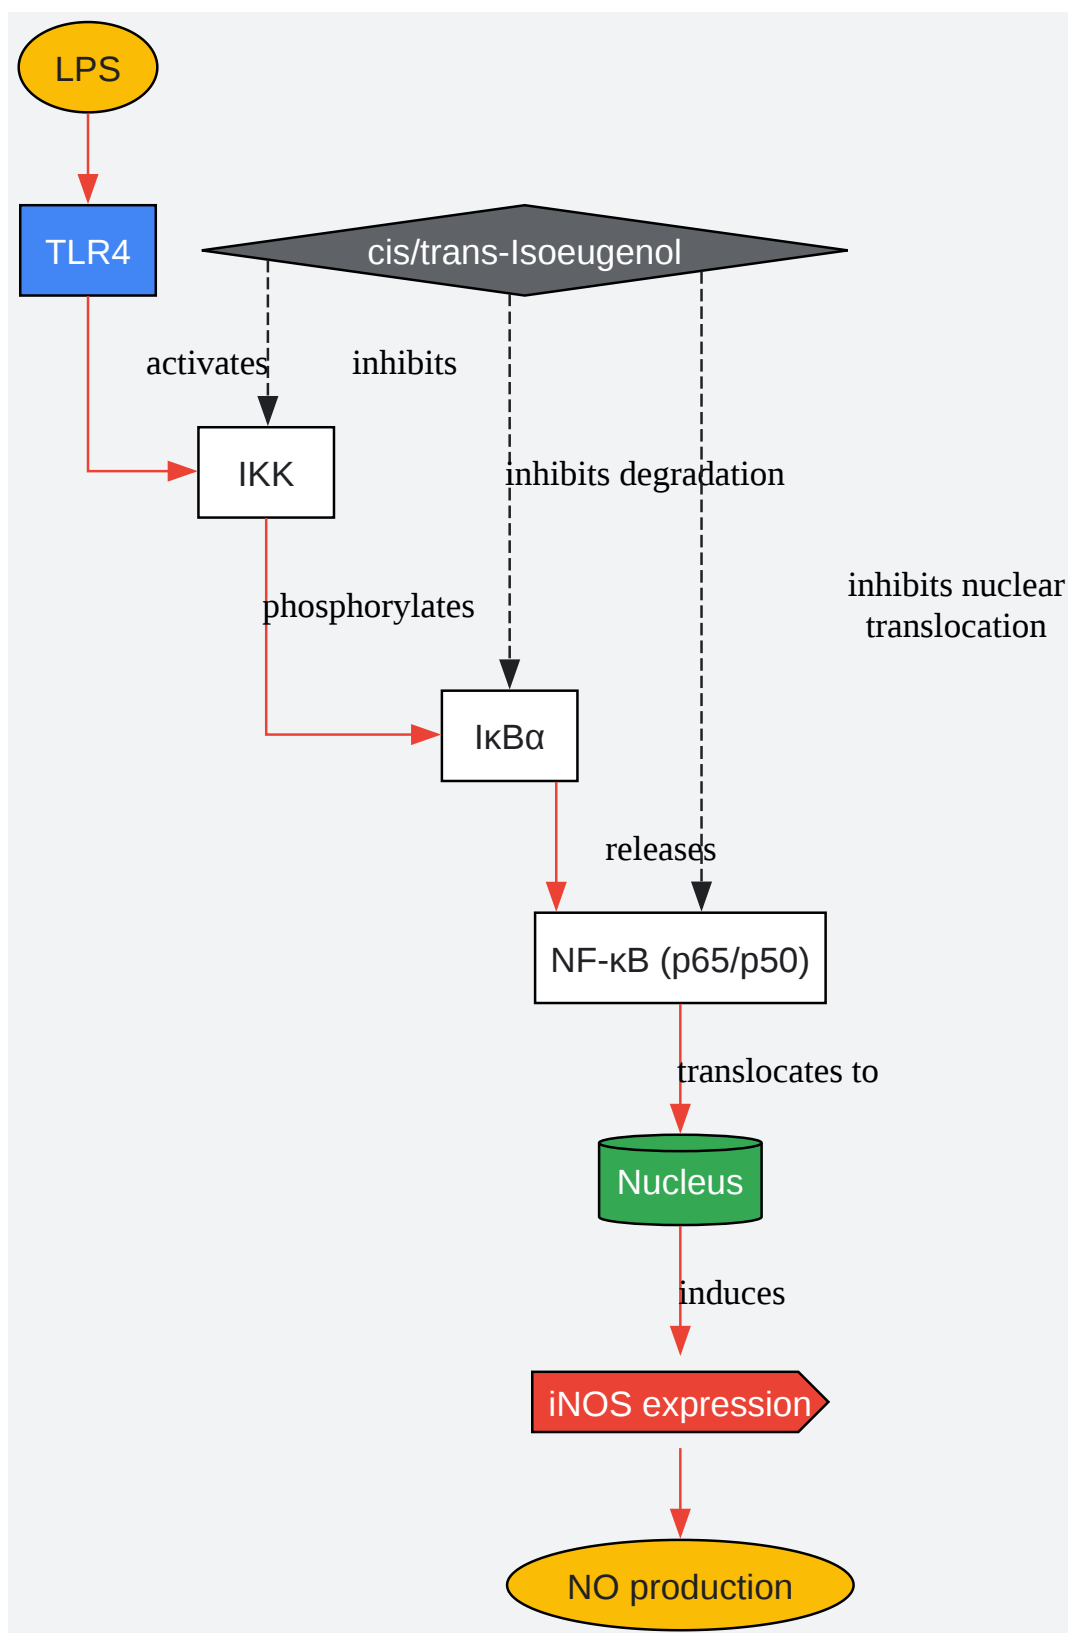 LPS
TLR4
cis/trans-Isoeugenol
activates
inhibits
IKK
inhibits degradation
inhibits nuclear
translocation
phosphorylates
IκBα
releases
NF-κB (p65/p50)
translocates to
Nucleus
induces
iNOS expression
NO production